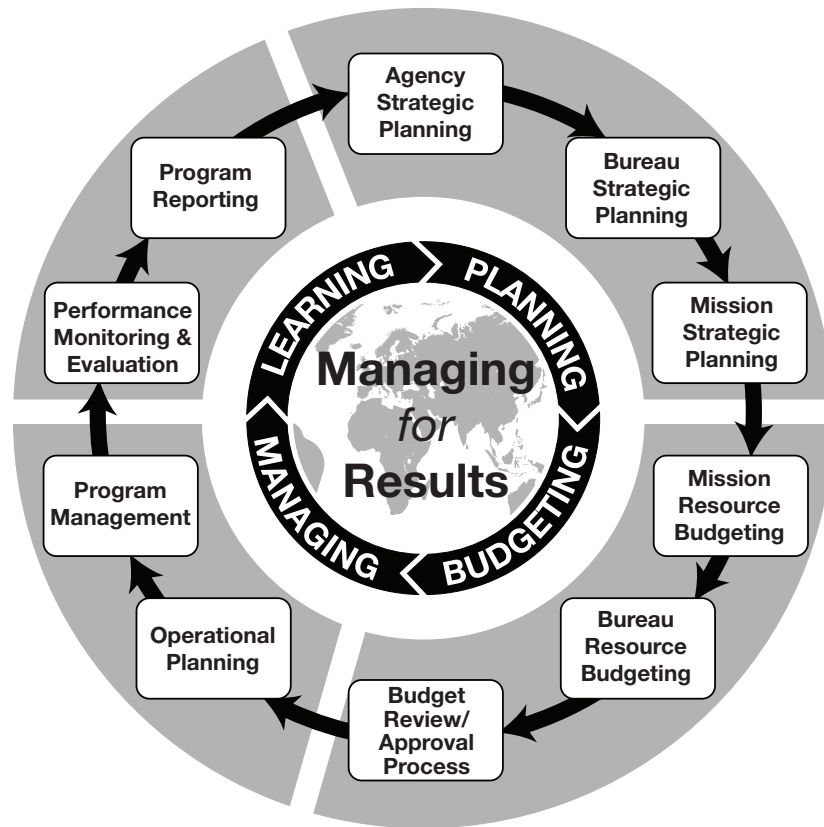 Agency
Strategic
Planning
Bureau
Strategic
Planning
Mission
Strategic
Planning
Mission
Resource
Budgeting
Bureau
Resource
Budgeting
Budget
Review/
Approval
Process
Operational
Planning
Program
Management
Performance
Monitoring &
Evaluation
Program
Reporting
LEARNING
PLANNING
BUDGETING
MANAGING
Managing
for
Results